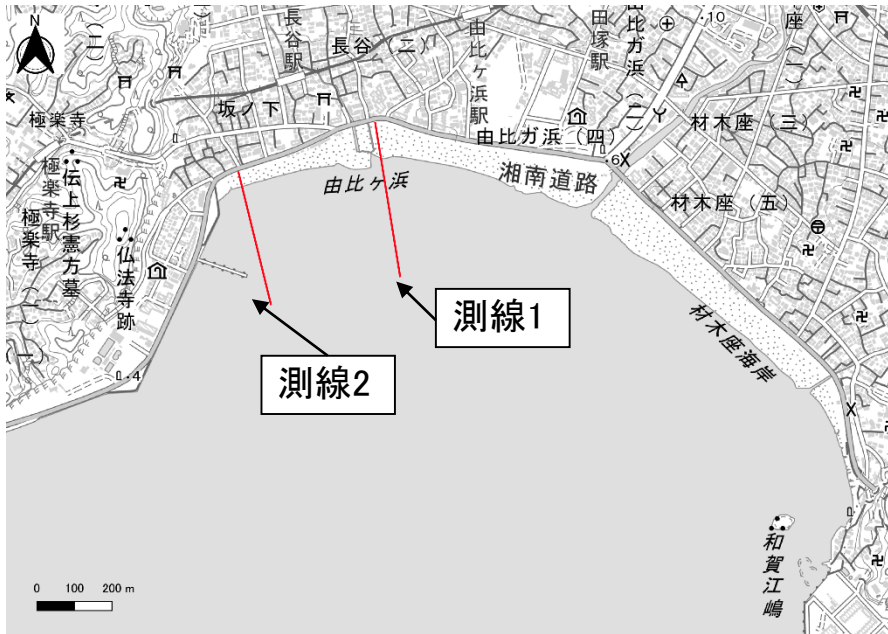 N
長谷(二)
長谷駅
由比ヶ浜駅
和田塚駅
由比ガ浜(二)
10
坂ノ下
極楽寺
極楽寺駅
伝上杉憲方墓
極楽寺(一)
仏法寺跡
由比ガ浜(四)
6
材木座(三)
湘南道路
由比ヶ浜
材木座(五)
材木座海岸
測線1
測線2
4
和賀江嶋
0 100 200 m